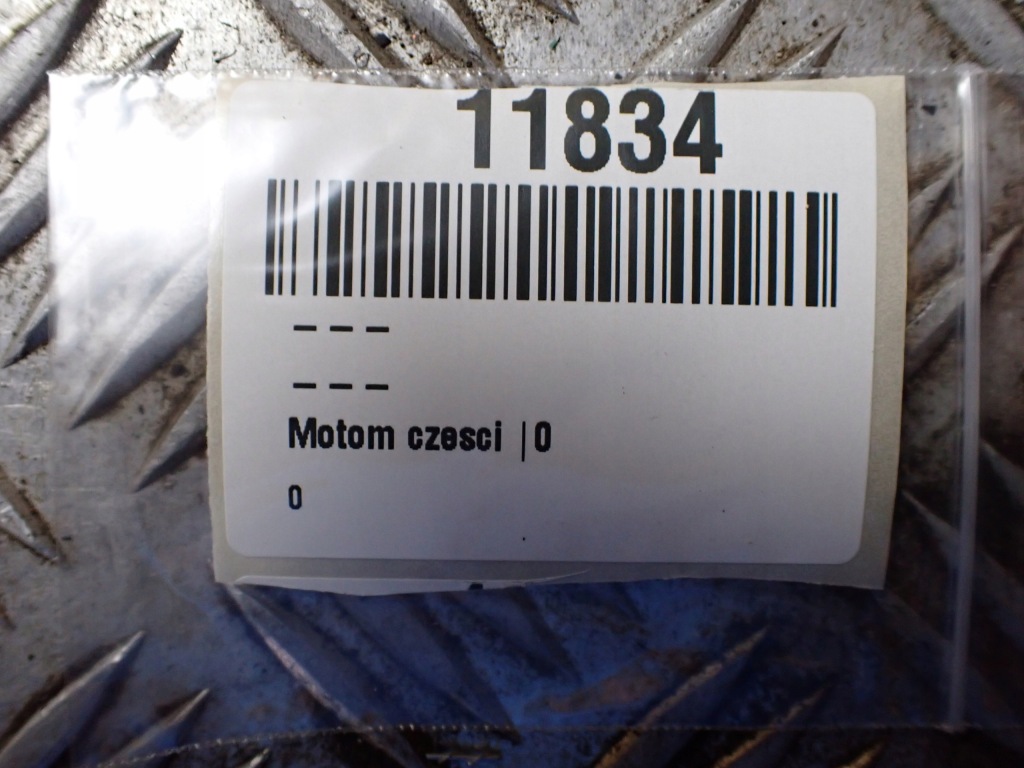 11834
---
---
Motom czesci |0
0